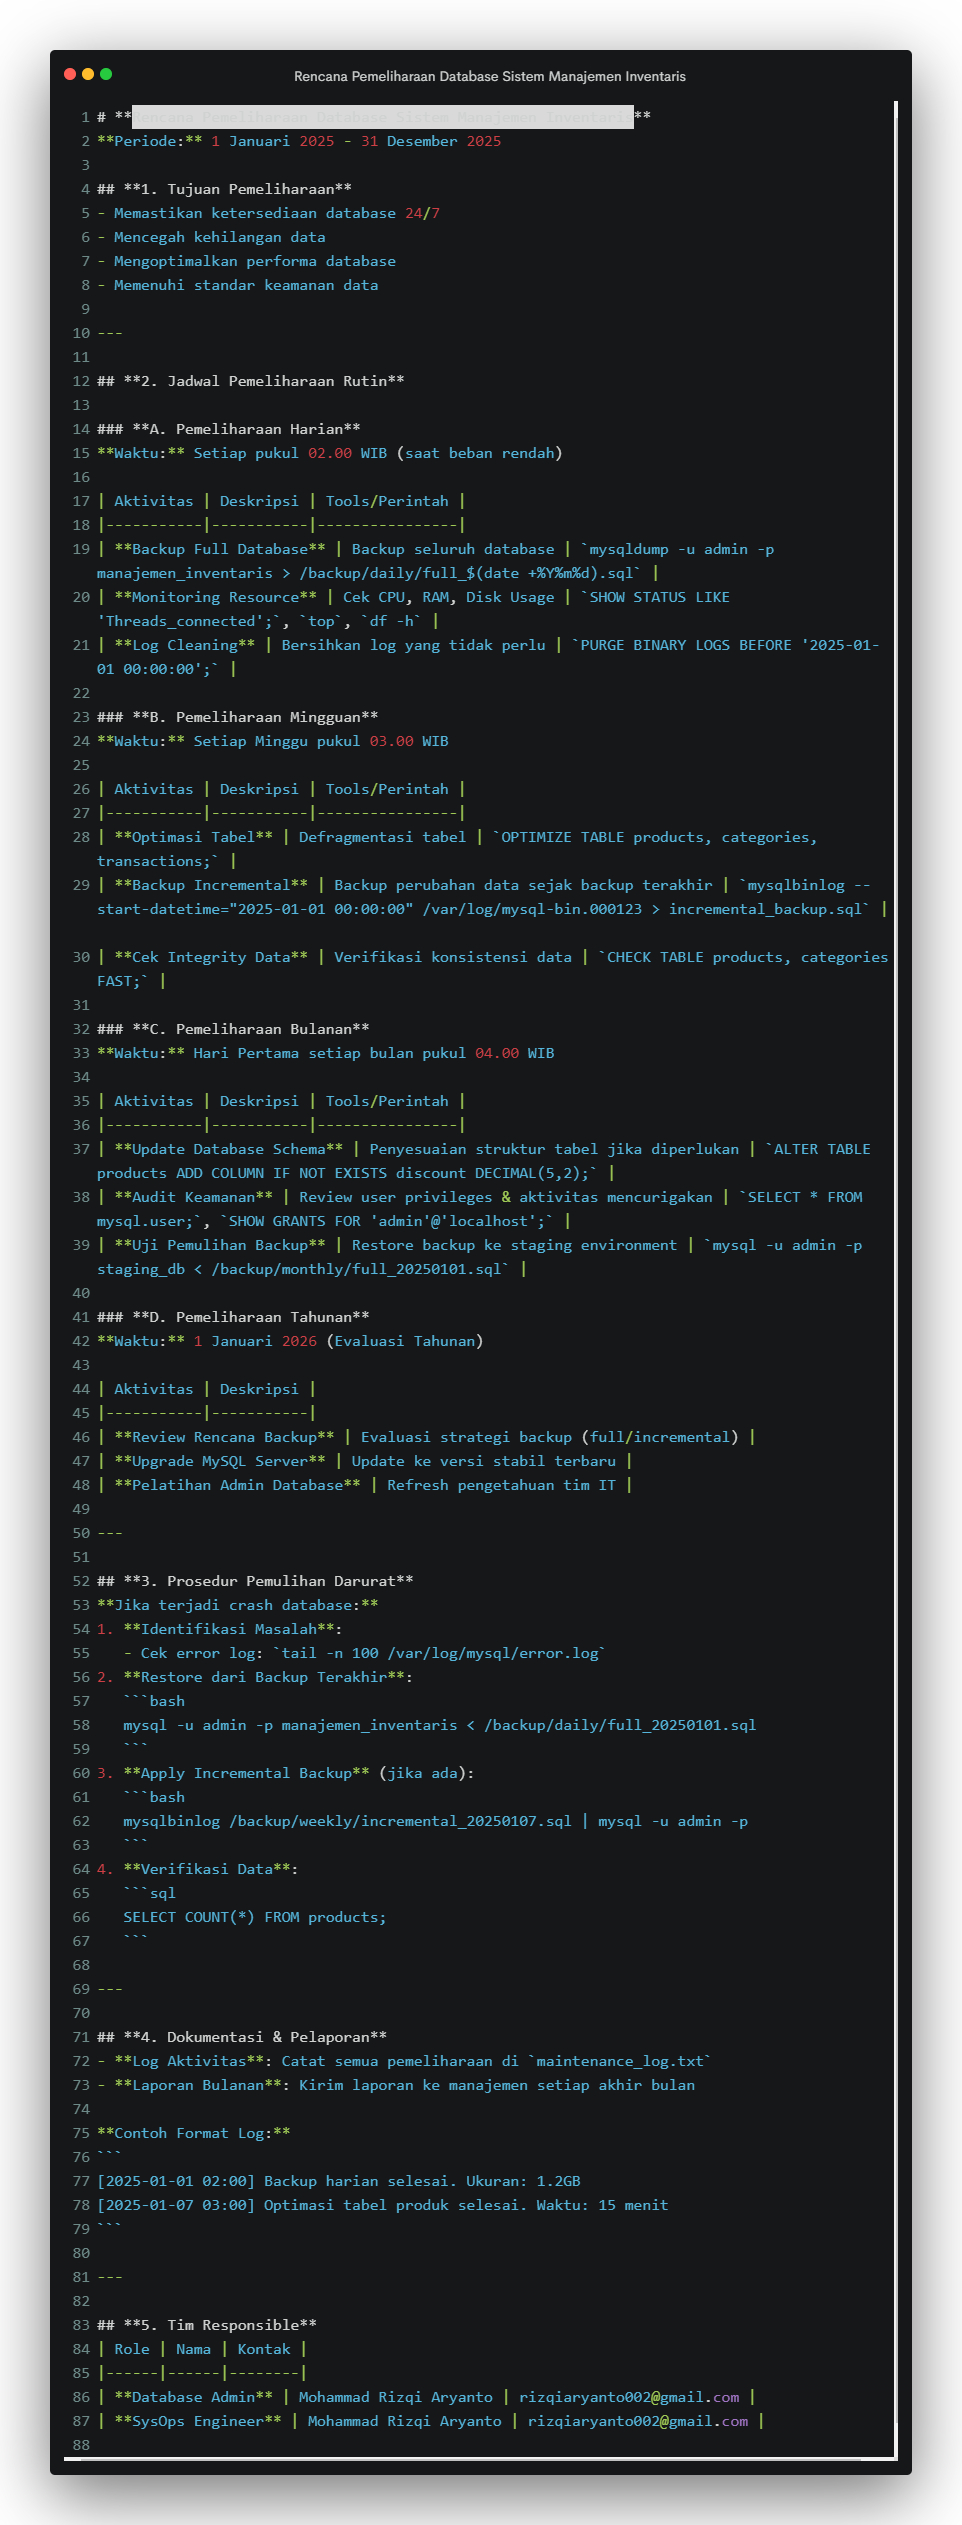 Rencana Pemeliharaan Database Sistem Manajemen Inventaris
1 # **Rencana Pemeliharaan Database Sistem Manajemen Inventaris**
2 **Periode:** 1 Januari 2025 - 31 Desember 2025
3
4 ## **1. Tujuan Pemeliharaan**
5 - Memastikan ketersediaan database 24/7
6 - Mencegah kehilangan data
7 - Mengoptimalkan performa database
8 - Memenuhi standar keamanan data
9
10 ---
11
12 ## **2. Jadwal Pemeliharaan Rutin**
13
14 ### **A. Pemeliharaan Harian**
15 **Waktu:** Setiap pukul 02.00 WIB (saat beban rendah)
16
17 | Aktivitas | Deskripsi | Tools/Perintah |
18 |-----------|-----------|----------------|
19 | **Backup Full Database** | Backup seluruh database | `mysqldump -u admin -p
manajemen_inventaris > /backup/daily/full_$(date +%Y%m%d).sql` |
20 | **Monitoring Resource** | Cek CPU, RAM, Disk Usage | `SHOW STATUS LIKE
'Threads_connected';`, `top`, `df -h` |
21 | **Log Cleaning** | Bersihkan log yang tidak perlu | `PURGE BINARY LOGS BEFORE '2025-01-
01 00:00:00';` |
22
23 ### **B. Pemeliharaan Mingguan**
24 **Waktu:** Setiap Minggu pukul 03.00 WIB
25
26 | Aktivitas | Deskripsi | Tools/Perintah |
27 |-----------|-----------|----------------|
28 | **Optimasi Tabel** | Defragmentasi tabel | `OPTIMIZE TABLE products, categories,
transactions;` |
29 | **Backup Incremental** | Backup perubahan data sejak backup terakhir | `mysqlbinlog --
start-datetime="2025-01-01 00:00:00" /var/log/mysql-bin.000123 > incremental_backup.sql` |
30 | **Cek Integrity Data** | Verifikasi konsistensi data | `CHECK TABLE products, categories
FAST;` |
31
32 ### **C. Pemeliharaan Bulanan**
33 **Waktu:** Hari Pertama setiap bulan pukul 04.00 WIB
34
35 | Aktivitas | Deskripsi | Tools/Perintah |
36 |-----------|-----------|----------------|
37 | **Update Database Schema** | Penyesuaian struktur tabel jika diperlukan | `ALTER TABLE
products ADD COLUMN IF NOT EXISTS discount DECIMAL(5,2);` |
38 | **Audit Keamanan** | Review user privileges & aktivitas mencurigakan | `SELECT * FROM
mysql.user;`, `SHOW GRANTS FOR 'admin'@'localhost';` |
39 | **Uji Pemulihan Backup** | Restore backup ke staging environment | `mysql -u admin -p
staging_db < /backup/monthly/full_20250101.sql` |
40
41 ### **D. Pemeliharaan Tahunan**
42 **Waktu:** 1 Januari 2026 (Evaluasi Tahunan)
43
44 | Aktivitas | Deskripsi |
45 |-----------|-----------|
46 | **Review Rencana Backup** | Evaluasi strategi backup (full/incremental) |
47 | **Upgrade MySQL Server** | Update ke versi stabil terbaru |
48 | **Pelatihan Admin Database** | Refresh pengetahuan tim IT |
49
50 ---
51
52 ## **3. Prosedur Pemulihan Darurat**
53 **Jika terjadi crash database:**
54 1. **Identifikasi Masalah**:
55    - Cek error log: `tail -n 100 /var/log/mysql/error.log`
56 2. **Restore dari Backup Terakhir**:
57    ```bash
58    mysql -u admin -p manajemen_inventaris < /backup/daily/full_20250101.sql
59    ```
60 3. **Apply Incremental Backup** (jika ada):
61    ```bash
62    mysqlbinlog /backup/weekly/incremental_20250107.sql | mysql -u admin -p
63    ```
64 4. **Verifikasi Data**:
65    ```sql
66    SELECT COUNT(*) FROM products;
67    ```
68
69 ---
70
71 ## **4. Dokumentasi & Pelaporan**
72 - **Log Aktivitas**: Catat semua pemeliharaan di `maintenance_log.txt`
73 - **Laporan Bulanan**: Kirim laporan ke manajemen setiap akhir bulan
74
75 **Contoh Format Log:**
76 ```
77 [2025-01-01 02:00] Backup harian selesai. Ukuran: 1.2GB
78 [2025-01-07 03:00] Optimasi tabel produk selesai. Waktu: 15 menit
79 ```
80
81 ---
82
83 ## **5. Tim Responsible**
84 | Role | Nama | Kontak |
85 |------|------|--------|
86 | **Database Admin** | Mohammad Rizqi Aryanto | rizqiaryanto002@gmail.com |
87 | **SysOps Engineer** | Mohammad Rizqi Aryanto | rizqiaryanto002@gmail.com |
88